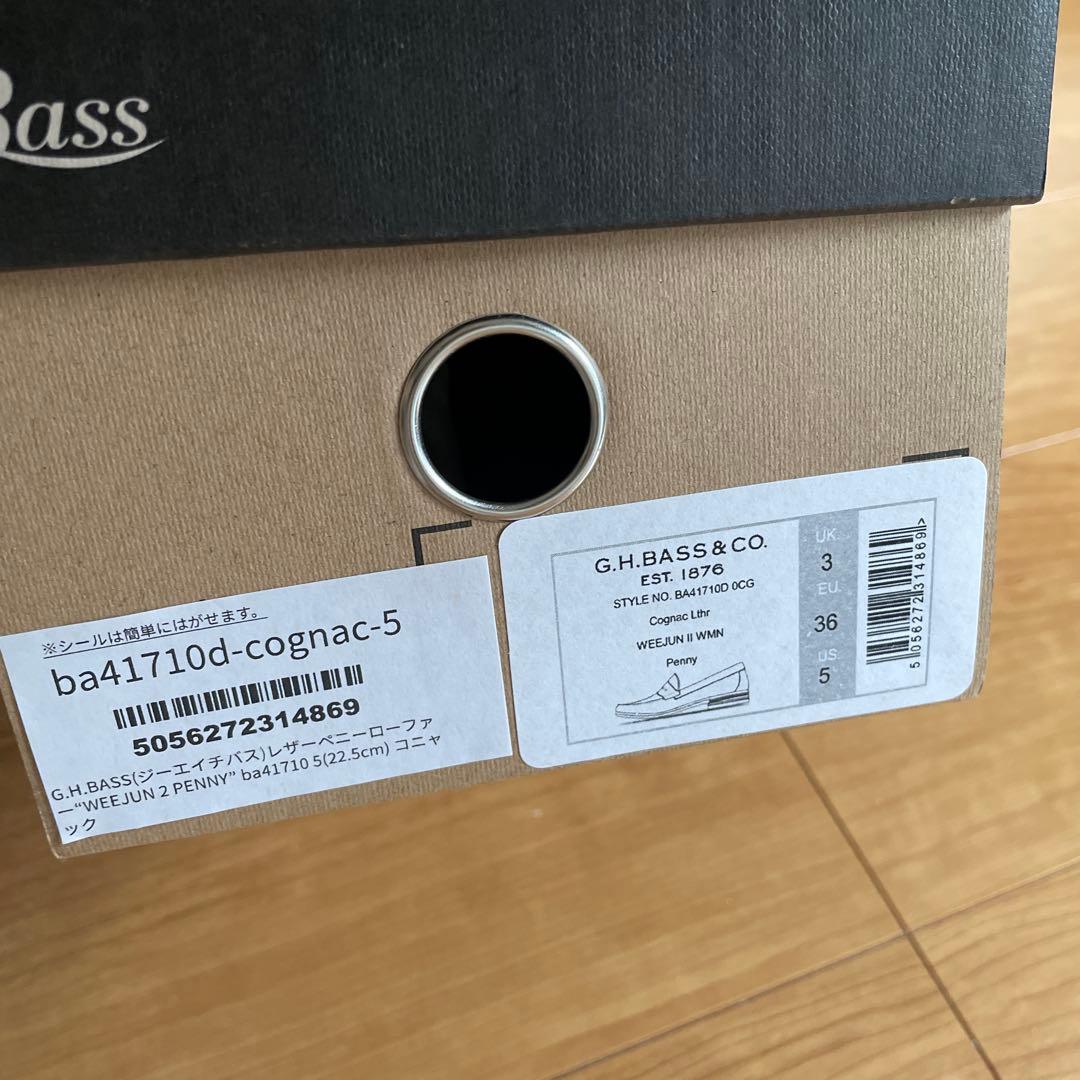 Bass
※シールは簡単にはがせます。
ba41710d-cognac-5
5056272314869
G.H.BASS(ジーエイチバス)レザーペニーローファ
ー“WEEJUN 2 PENNY” ba41710 5(22.5cm) コニャ
ック
G.H.BASS & CO.
EST. 1876
STYLE NO. BA41710D 0CG
Cognac Lthr
WEEJUN II WMN
Penny
UK.
3
EU.
36
US
5
5 056272 314869 >